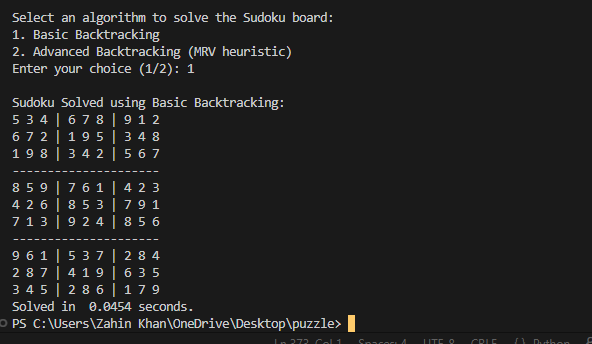 Select an algorithm to solve the Sudoku board:
1. Basic Backtracking
2. Advanced Backtracking (MRV heuristic)
Enter your choice (1/2): 1
Sudoku Solved using Basic Backtracking:
5 3 4 | 6 7 8 | 9 1 2
6 7 2 | 1 9 5 | 3 4 8
1 9 8 | 3 4 2 | 5 6 7
---------------------
8 5 9 | 7 6 1 | 4 2 3
4 2 6 | 8 5 3 | 7 9 1
7 1 3 | 9 2 4 | 8 5 6
---------------------
9 6 1 | 5 3 7 | 2 8 4
2 8 7 | 4 1 9 | 6 3 5
3 4 5 | 2 8 6 | 1 7 9
Solved in  0.0454 seconds.
PS C:\Users\Zahin Khan\OneDrive\Desktop\puzzle>
Ln 373, Col 1 Spaces: 4 UTF-8 CRLF {} Python